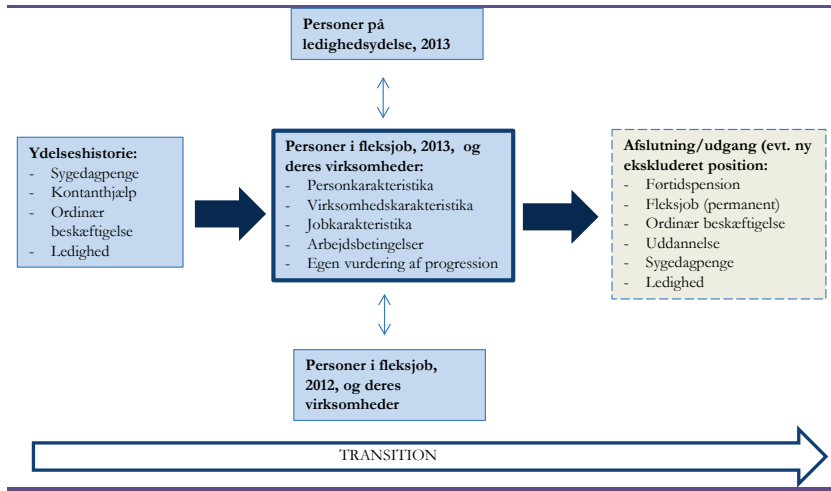 Personer på
ledighedsydelse, 2013
Ydelseshistorie:
- Sygedagpenge
- Kontanthjælp
- Ordinær
beskæftigelse
- Ledighed
Personer i fleksjob, 2013, og
deres virksomheder:
- Personkarakteristika
- Virksomhedskarakteristika
- Jobkarakteristika
- Arbejdsbetingelser
- Egen vurdering af progression
Afslutning/udgang (evt. ny
ekskluderet position:
- Førtidspension
- Fleksjob (permanent)
- Ordinær beskæftigelse
- Uddannelse
- Sygedagpenge
- Ledighed
Personer i fleksjob,
2012, og deres
virksomheder
TRANSITION